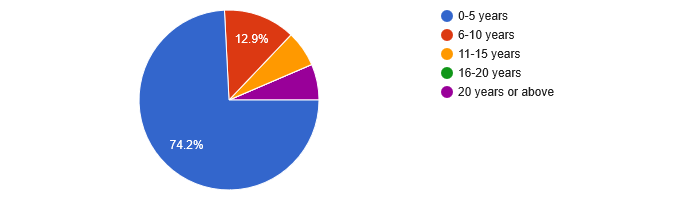 0-5 years
6-10 years
11-15 years
16-20 years
20 years or above
12.9%
74.2%